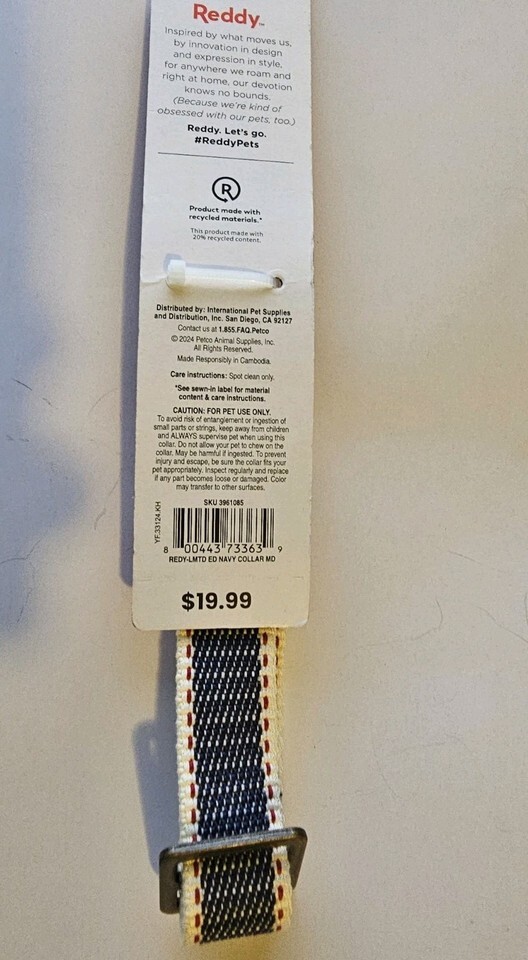 Reddy™
Inspired by what moves us,
by innovation in design
and expression in style,
for anywhere we roam and
right at home, our devotion
knows no bounds.
(Because we're kind of
obsessed with our pets, too.)
Reddy. Let's go.
#ReddyPets
R
Product made with
recycled materials.*
This product made with
20% recycled content.
Distributed by: International Pet Supplies
and Distribution, Inc. San Diego, CA 92127
Contact us at 1.855.FAQ.Petco
© 2024 Petco Animal Supplies, Inc.
All Rights Reserved.
Made Responsibly in Cambodia.
Care instructions: Spot clean only.
*See sewn-in label for material
content & care instructions.
CAUTION: FOR PET USE ONLY.
To avoid risk of entanglement or ingestion of
small parts or strings, keep away from children
and ALWAYS supervise pet when using this
collar. Do not allow your pet to chew on the
collar. May be harmful if ingested. To prevent
injury and escape, be sure the collar fits your
pet appropriately. Inspect regularly and replace
if any part becomes loose or damaged. Color
may transfer to other surfaces.
SKU 3961085
YF.33124.KH
8 00443 73363 9
REDY-LMTD ED NAVY COLLAR MD
$19.99